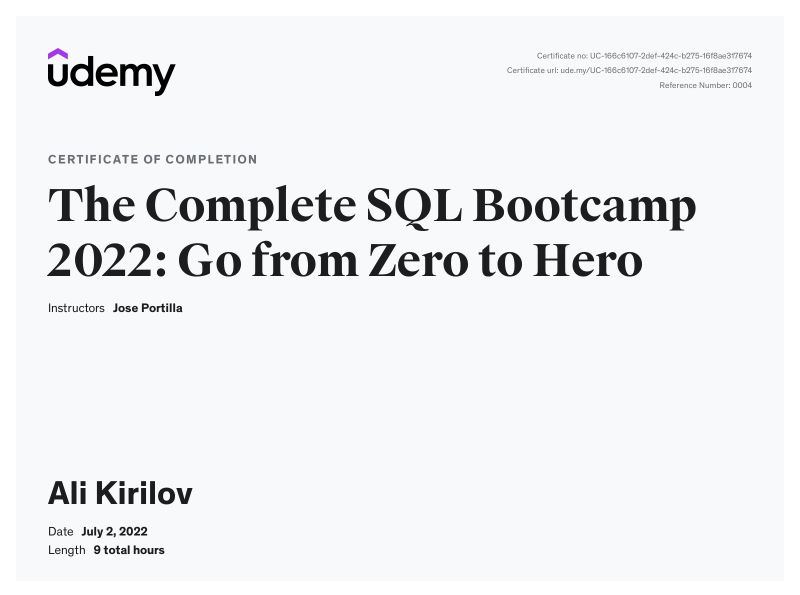 udemy
Certificate no: UC-166c6107-2def-424c-b275-16f8ae317674
Certificate url: ude.my/UC-166c6107-2def-424c-b275-16f8ae317674
Reference Number: 0004
CERTIFICATE OF COMPLETION
The Complete SQL Bootcamp
2022: Go from Zero to Hero
Instructors Jose Portilla
Ali Kirilov
Date July 2, 2022
Length 9 total hours